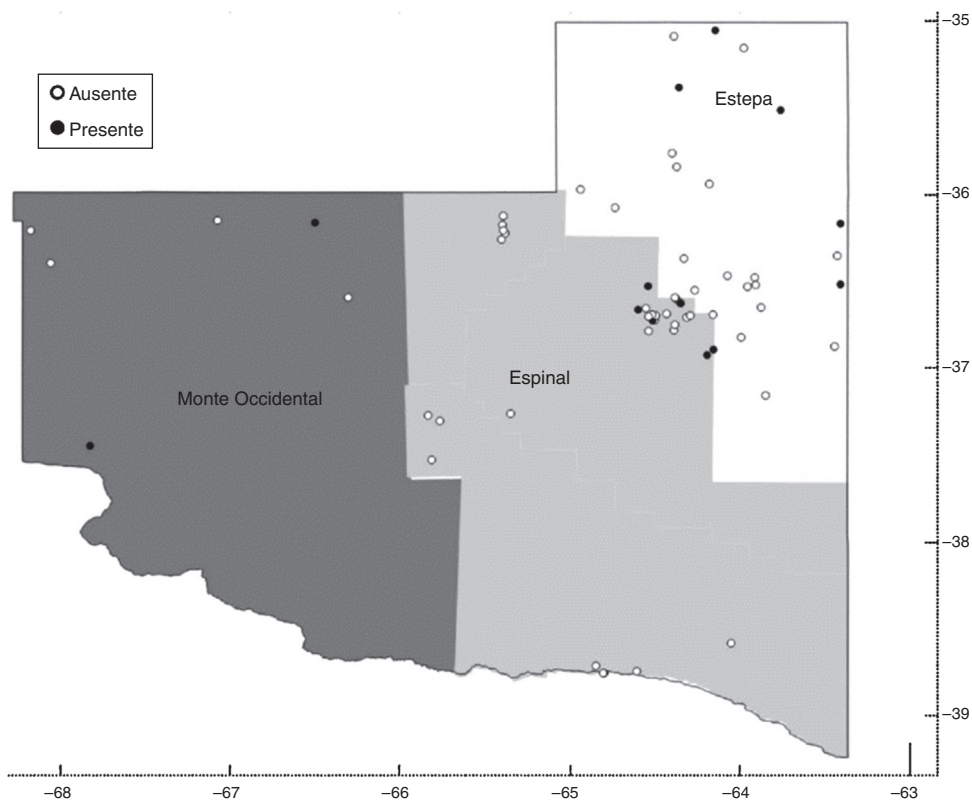 Ausente
Presente
Estepa
Monte Occidental
Espinal
–35
–36
–37
–38
–39
–68
–67
–66
–65
–64
–63